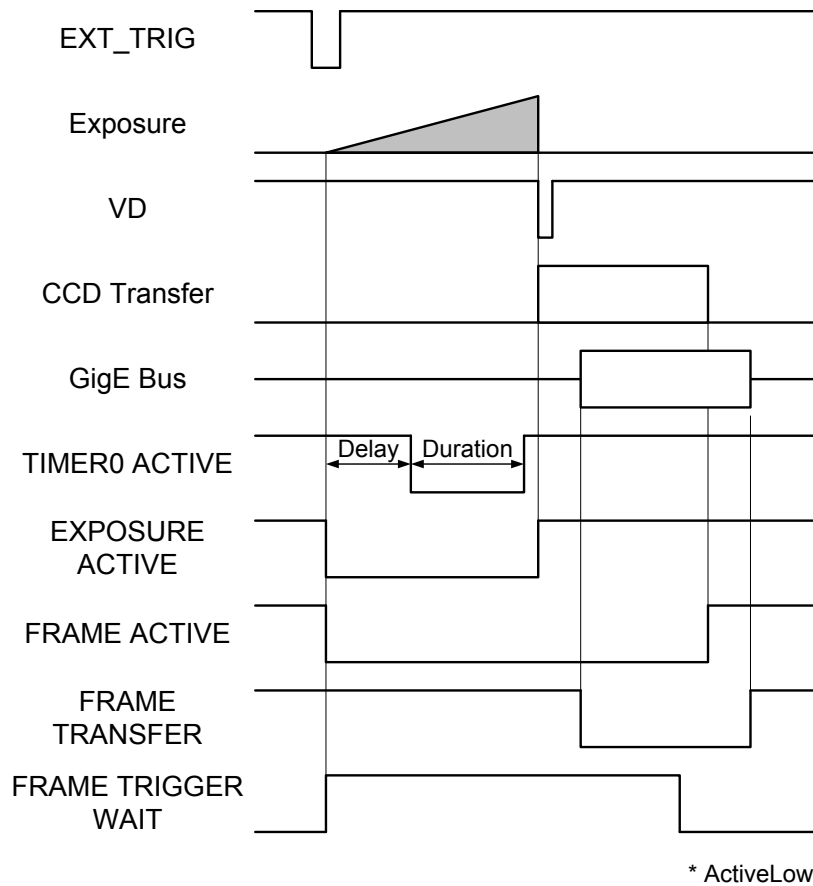 EXT_TRIG
Exposure
VD
CCD Transfer
GigE Bus
TIMER0 ACTIVE
Delay
Duration
EXPOSURE
ACTIVE
FRAME ACTIVE
FRAME
TRANSFER
FRAME TRIGGER
WAIT
* ActiveLow